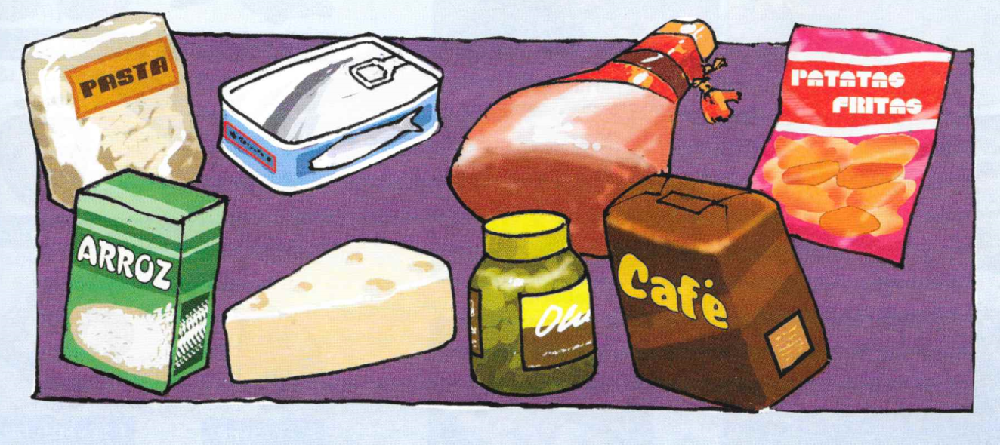 PASTA
PATATAS
FRITAS
ARROZ
Café